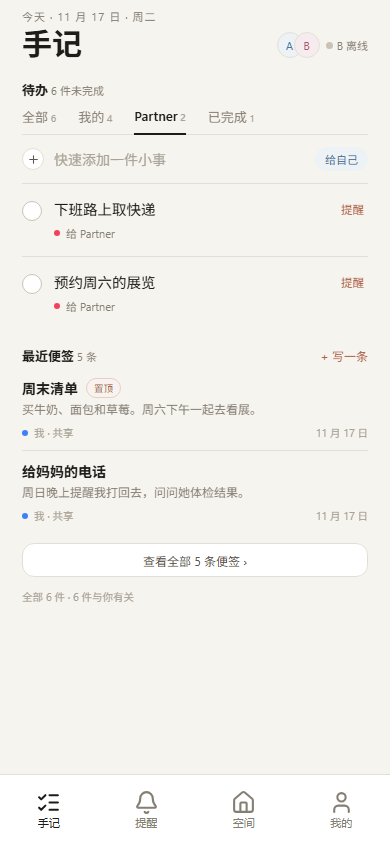 今天 · 11 月 17 日 · 周二
手记
A B B 离线
待办 6 件未完成
全部 6 我的 4 Partner 2 已完成 1
+ 快速添加一件小事 给自己
下班路上取快递 提醒
给 Partner
预约周六的展览 提醒
给 Partner
最近便签 5 条 + 写一条
周末清单 置顶
买牛奶、面包和草莓。周六下午一起去看展。
我 · 共享 11 月 17 日
给妈妈的电话
周日晚上提醒我打回去，问问她体检结果。
我 · 共享 11 月 17 日
查看全部 5 条便签 ›
全部 6 件 · 6 件与你有关
手记 提醒 空间 我的